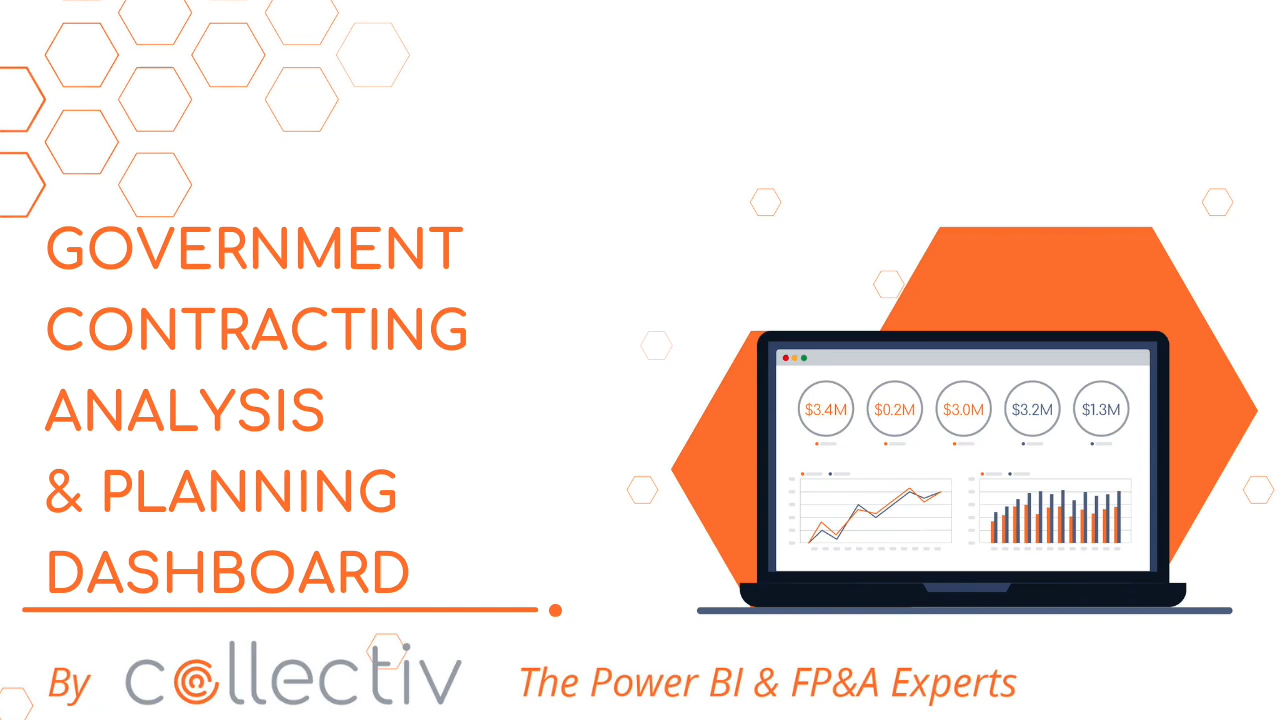 GOVERNMENT
CONTRACTING
ANALYSIS
& PLANNING
DASHBOARD
$3.4M $0.2M $3.0M $3.2M $1.3M
By collectiv The Power BI & FP&A Experts